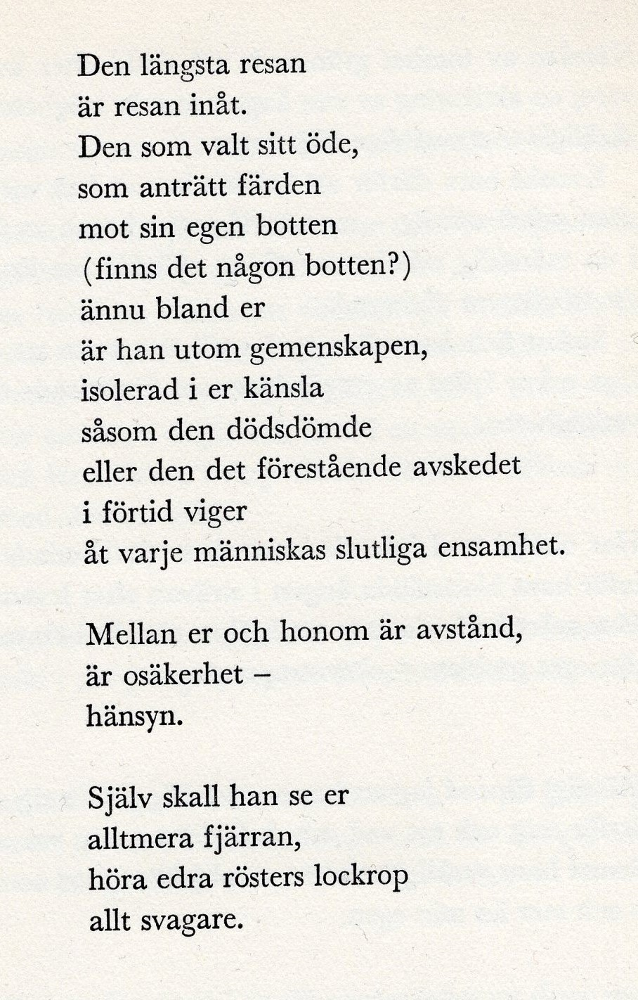 Den längsta resan
är resan inåt.
Den som valt sitt öde,
som anträtt färden
mot sin egen botten
(finns det någon botten?)
ännu bland er
är han utom gemenskapen,
isolerad i er känsla
såsom den dödsdömde
eller den det förestående avskedet
i förtid viger
åt varje människas slutliga ensamhet.

Mellan er och honom är avstånd,
är osäkerhet –
hänsyn.

Själv skall han se er
alltmera fjärran,
höra edra rösters lockrop
allt svagare.